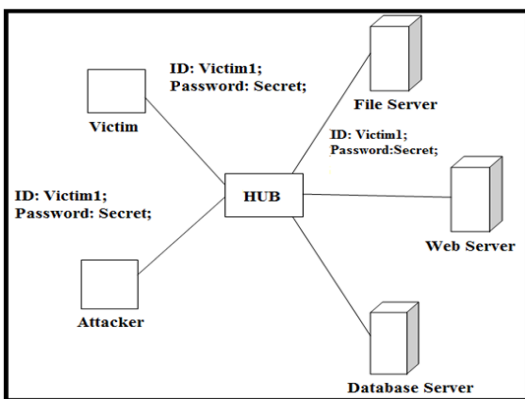 ID: Victim1;
Password: Secret;
Victim
File Server
ID: Victim1;
Password:Secret;
ID: Victim1;
Password: Secret;
HUB
Web Server
Attacker
Database Server